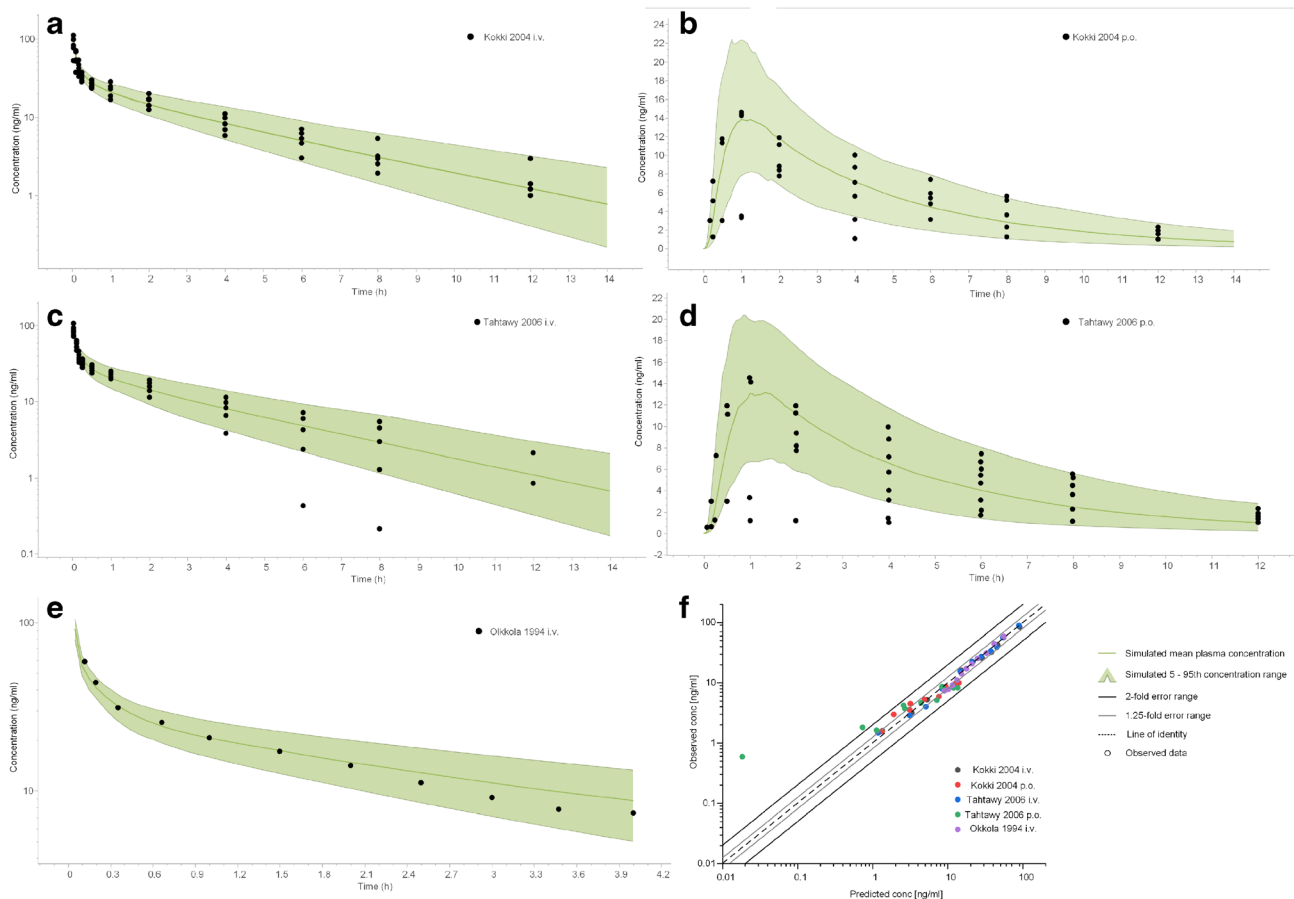 a
Kokki 2004 i.v.
Concentration (ng/ml)
100
10
1
0 1 2 3 4 5 6 7 8 9 10 11 12 13 14
Time (h)
b
Kokki 2004 p.o.
Concentration (ng/ml)
24
22
20
18
16
14
12
10
8
6
4
2
0
-2
0 1 2 3 4 5 6 7 8 9 10 11 12 13 14
Time (h)
c
Tahtawy 2006 i.v.
Concentration (ng/ml)
100
10
1
0.1
0 1 2 3 4 5 6 7 8 9 10 11 12 13 14
Time (h)
d
Tahtawy 2006 p.o.
Concentration (ng/ml)
22
20
18
16
14
12
10
8
6
4
2
0
-2
0 1 2 3 4 5 6 7 8 9 10 11 12
Time (h)
e
Olkkola 1994 i.v.
Concentration (ng/ml)
100
10
0 0.3 0.6 0.9 1.2 1.5 1.8 2.1 2.4 2.7 3 3.3 3.6 3.9 4.2
Time (h)
f
Observed conc [ng/ml]
100
10
1
0.1
0.01
0.01 0.1 1 10 100
Predicted conc [ng/ml]
Kokki 2004 i.v.
Kokki 2004 p.o.
Tahtawy 2006 i.v.
Tahtawy 2006 p.o.
Okkola 1994 i.v.
Simulated mean plasma concentration
Simulated 5 - 95th concentration range
2-fold error range
1.25-fold error range
Line of identity
Observed data